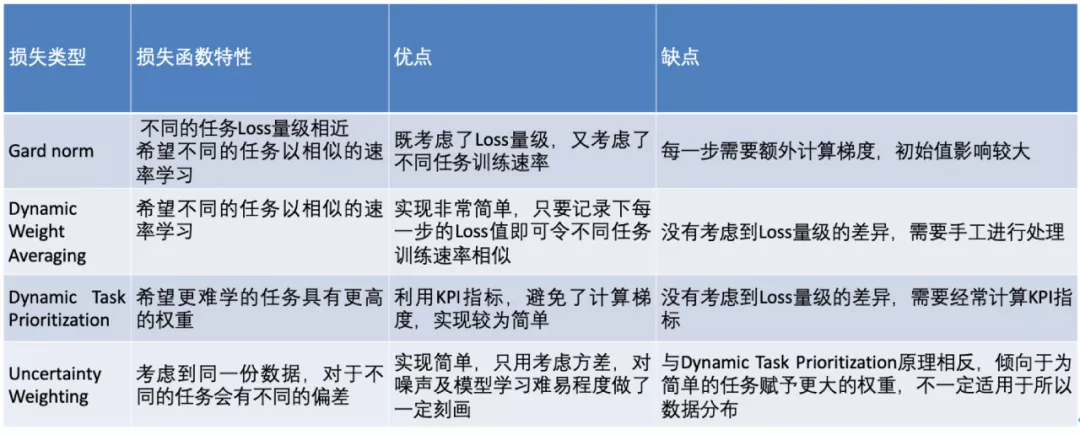 损失类型
损失函数特性
优点
缺点
Gard norm
不同的任务Loss量级相近
希望不同的任务以相似的速
率学习
既考虑了Loss量级，又考虑了
不同任务训练速率
每一步需要额外计算梯度，初始值影响较大
Dynamic
Weight
Averaging
希望不同的任务以相似的速
率学习
实现非常简单，只要记录下每
一步的Loss值即可令不同任务
训练速率相似
没有考虑到Loss量级的差异，需要手工进行处理
Dynamic Task
Prioritization
希望更难学的任务具有更高
的权重
利用KPI指标，避免了计算梯
度，实现较为简单
没有考虑到Loss量级的差异，需要经常计算KPI指
标
Uncertainty
Weighting
考虑到同一份数据，对于不
同的任务会有不同的偏差
实现简单，只用考虑方差，对
噪声及模型学习难易程度做了
一定刻画
与Dynamic Task Prioritization原理相反，倾向于为
简单的任务赋予更大的权重，不一定适用于所以
数据分布